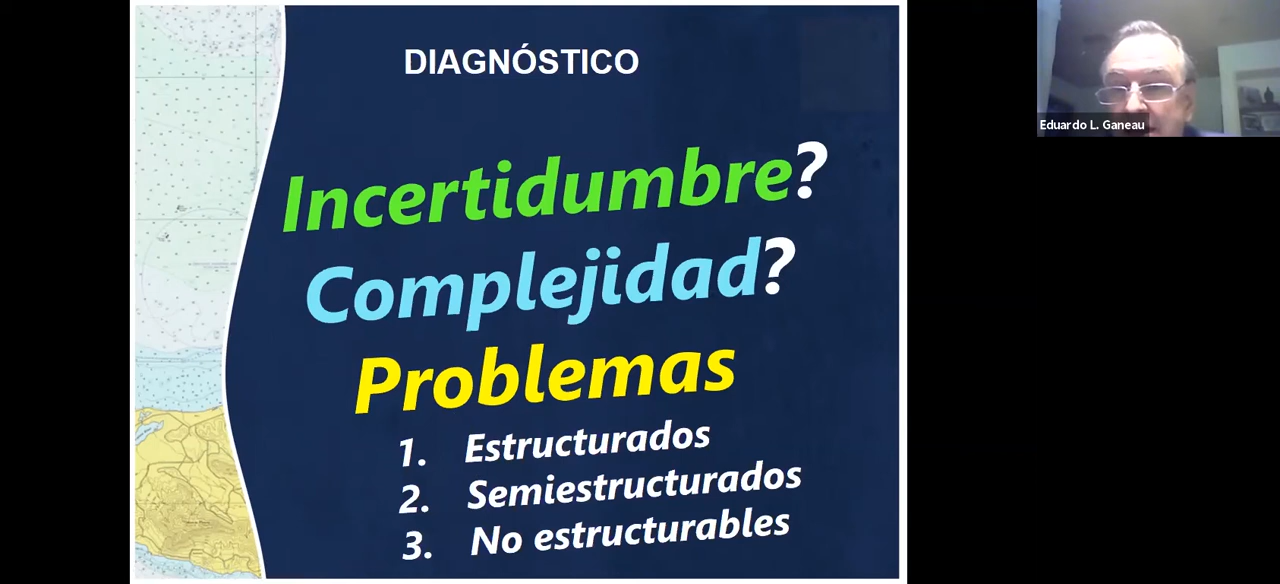 DIAGNÓSTICO
Incertidumbre?
Complejidad?
Problemas
1. Estructurados
2. Semiestructurados
3. No estructurables
Eduardo L. Ganeau